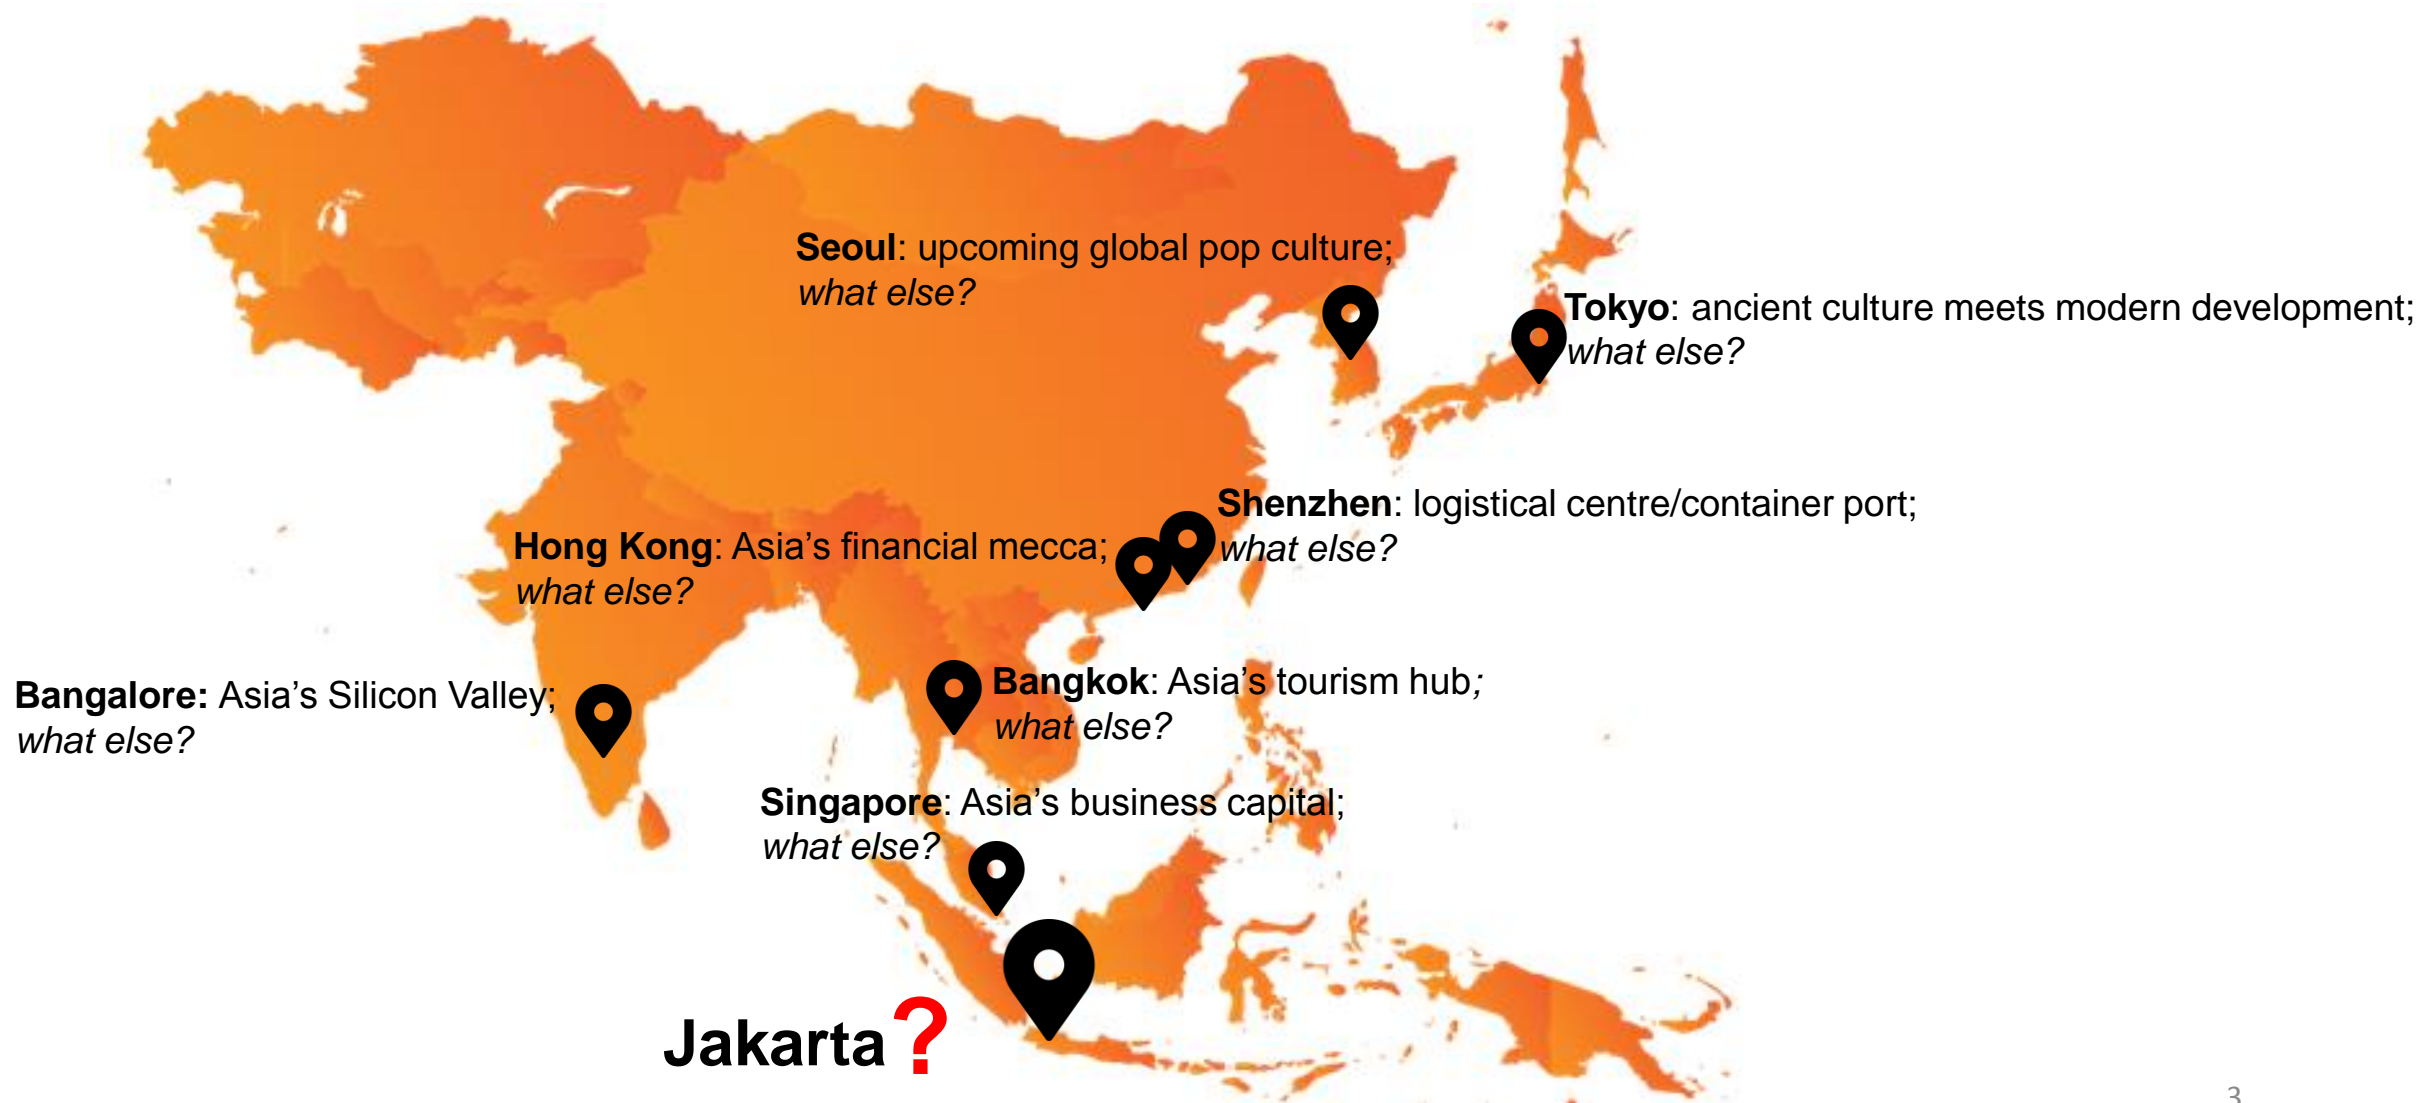 Seoul: upcoming global pop culture;
what else?
Tokyo: ancient culture meets modern development;
what else?
Shenzhen: logistical centre/container port;
what else?
Hong Kong: Asia’s financial mecca;
what else?
Bangalore: Asia’s Silicon Valley;
what else?
Bangkok: Asia’s tourism hub;
what else?
Singapore: Asia’s business capital;
what else?
Jakarta?
3